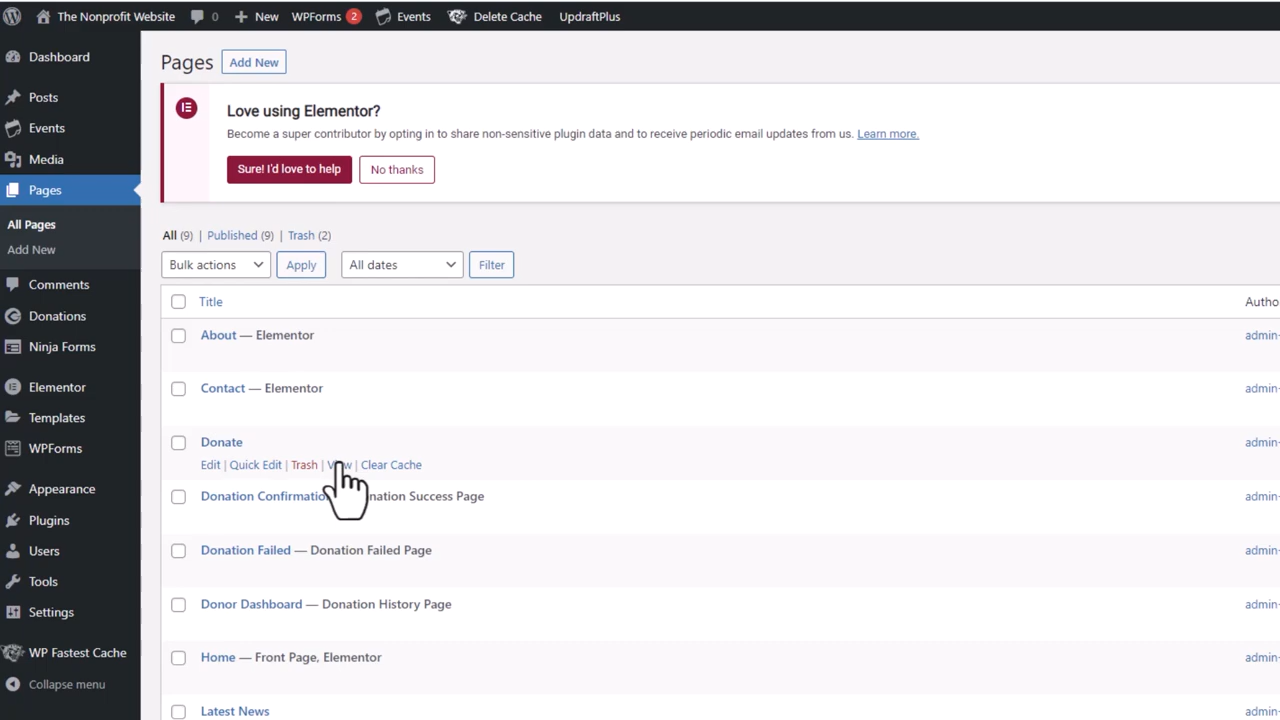 The Nonprofit Website 0 New WPForms 2 Events Delete Cache UpdraftPlus
Dashboard
Posts
Events
Media
Pages
All Pages
Add New
Comments
Donations
Ninja Forms
Elementor
Templates
WPForms
Appearance
Plugins
Users
Tools
Settings
WP Fastest Cache
Collapse menu
Pages Add New
Love using Elementor?
Become a super contributor by opting in to share non-sensitive plugin data and to receive periodic email updates from us. Learn more.
Sure! I'd love to help No thanks
All (9) | Published (9) | Trash (2)
Bulk actions Apply All dates Filter
Title Autho
About — Elementor admin-
Contact — Elementor admin-
Donate admin-
Edit | Quick Edit | Trash | | Clear Cache
Donation Success Page admin-
Donation Failed — Donation Failed Page admin-
Donor Dashboard — Donation History Page admin-
Home — Front Page, Elementor admin-
Latest News admin-